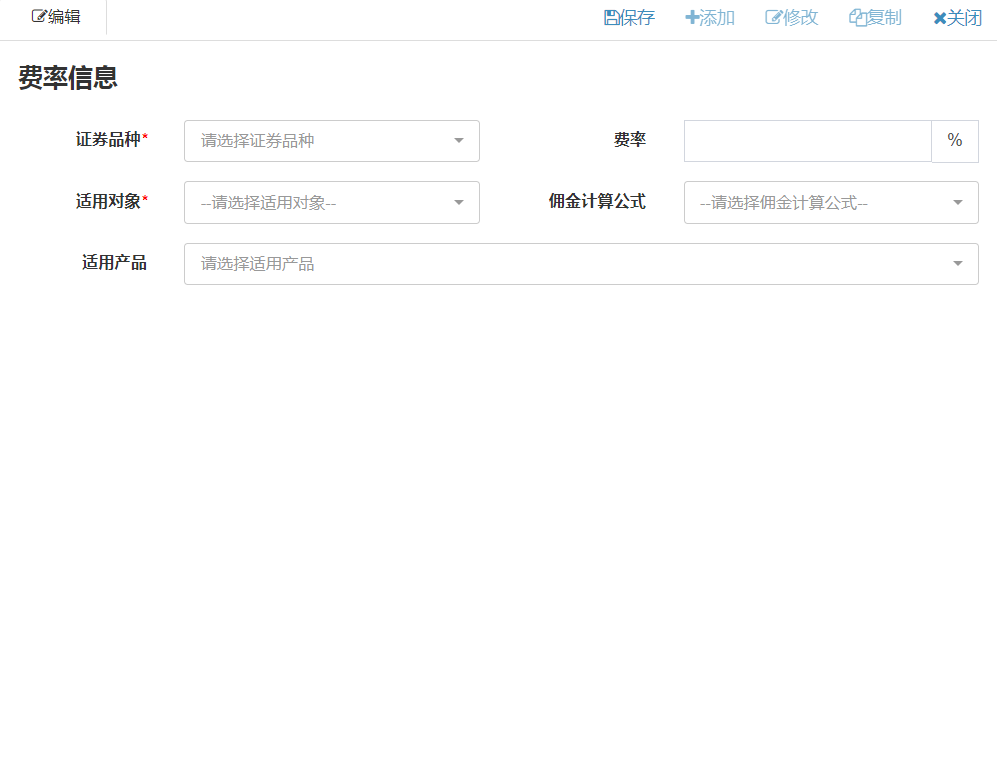 编辑 保存 添加 修改 复制 关闭
费率信息
证券品种* 请选择证券品种 费率 %
适用对象* --请选择适用对象-- 佣金计算公式 --请选择佣金计算公式--
适用产品 请选择适用产品